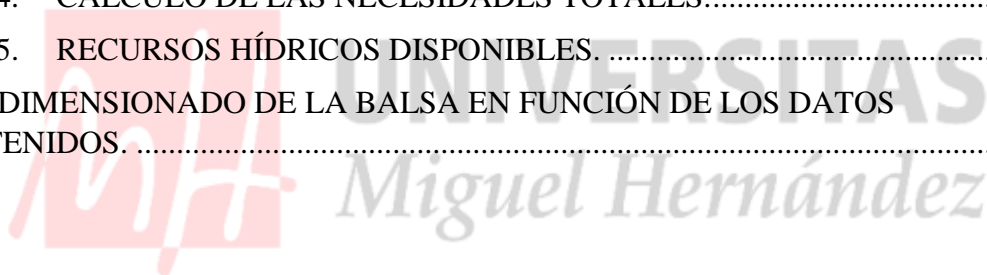 4. CÁLCULO DE LAS NECESIDADES TOTALES.......................................
5. RECURSOS HÍDRICOS DISPONIBLES. ................................................
DIMENSIONADO DE LA BALSA EN FUNCIÓN DE LOS DATOS
TENIDOS. ..........................................................................................................
UNIVERSITAS
Miguel Hernández